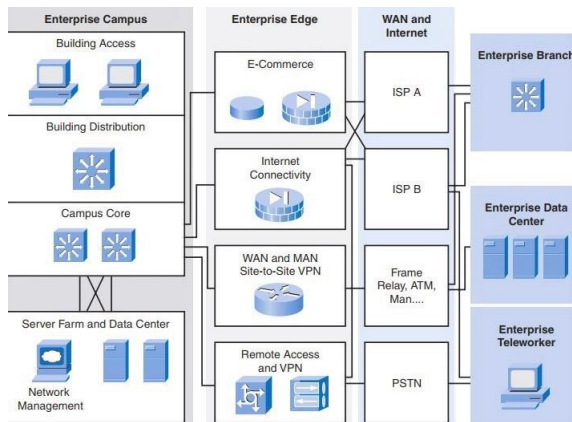 Enterprise Campus
Building Access
Building Distribution
Campus Core
Server Farm and Data Center
Network
Management
Enterprise Edge
E-Commerce
Internet
Connectivity
WAN and MAN
Site-to-Site VPN
Remote Access
and VPN
WAN and
Internet
ISP A
ISP B
Frame
Relay, ATM,
Man....
PSTN
Enterprise Branch
Enterprise Data
Center
Enterprise
Teleworker